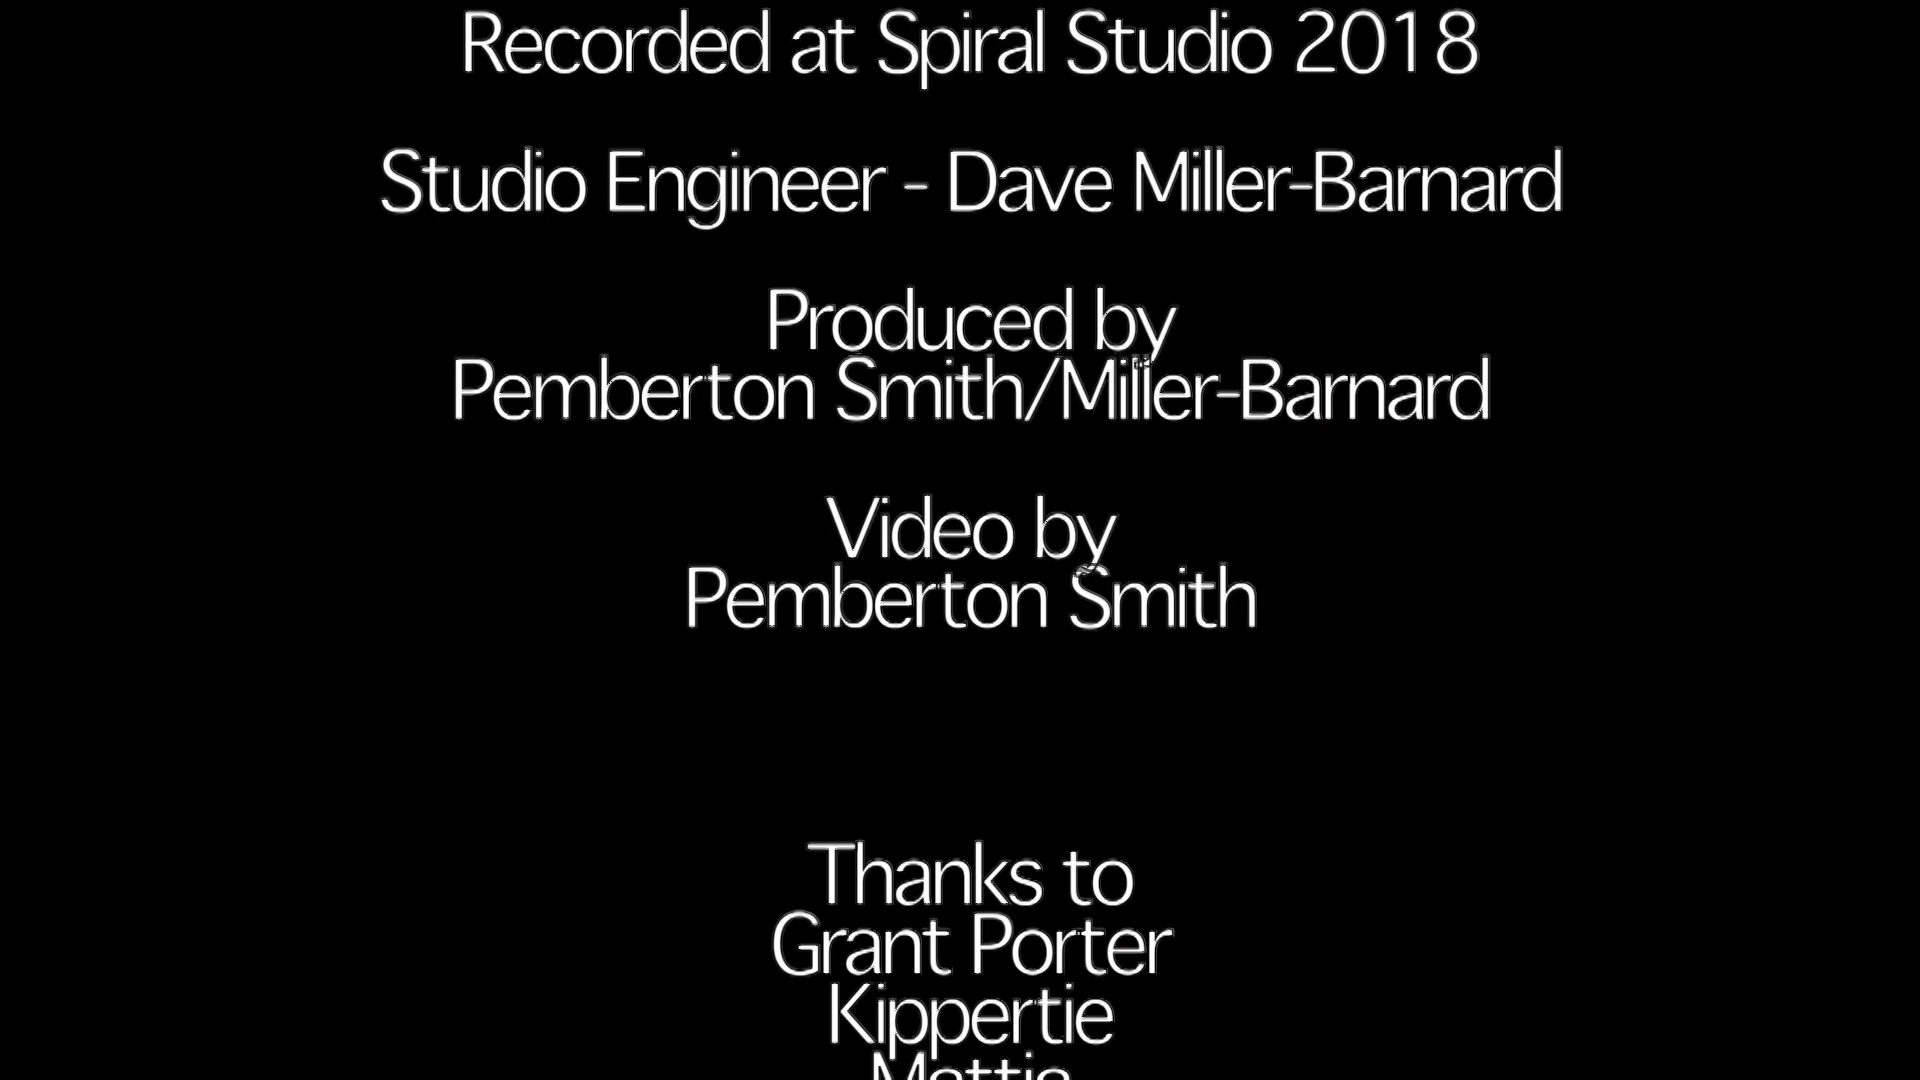 Recorded at Spiral Studio 2018
Studio Engineer - Dave Miller-Barnard
Produced by
Pemberton Smith/Miller-Barnard
Video by
Pemberton Smith
Thanks to
Grant Porter
Kippertie